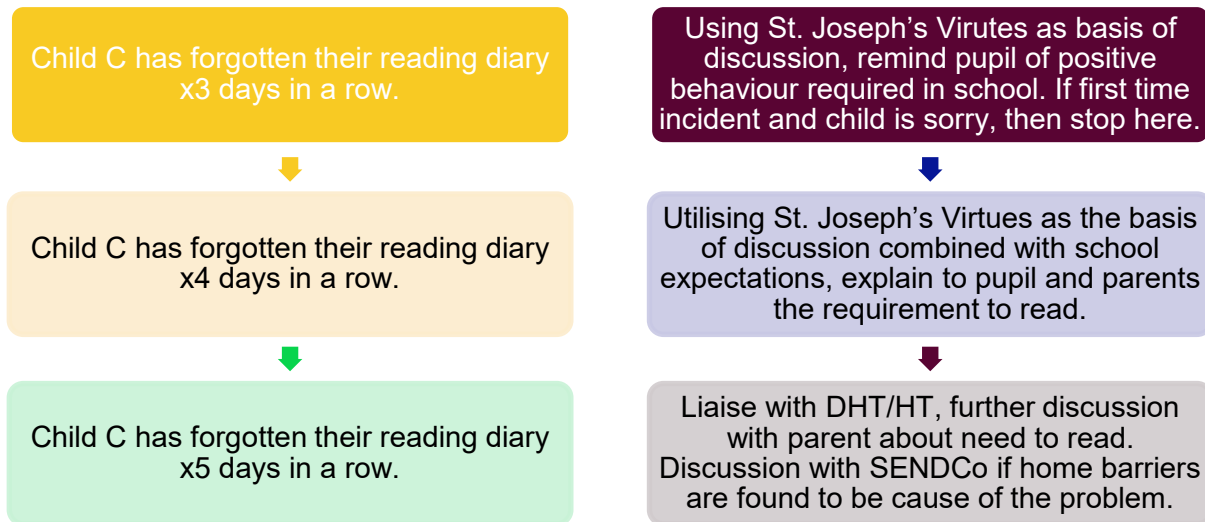 Child C has forgotten their reading diary
x3 days in a row.
Using St. Joseph’s Virutes as basis of
discussion, remind pupil of positive
behaviour required in school. If first time
incident and child is sorry, then stop here.
Child C has forgotten their reading diary
x4 days in a row.
Utilising St. Joseph’s Virtues as the basis
of discussion combined with school
expectations, explain to pupil and parents
the requirement to read.
Child C has forgotten their reading diary
x5 days in a row.
Liaise with DHT/HT, further discussion
with parent about need to read.
Discussion with SENDCo if home barriers
are found to be cause of the problem.